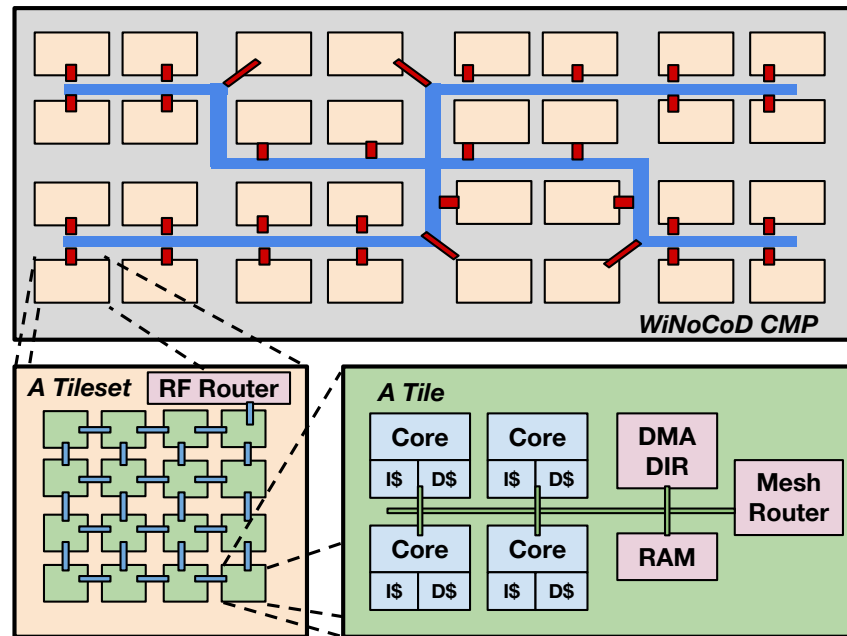 WiNoCoD CMP
A Tileset
RF Router
A Tile
Core
Core
I$ D$
I$ D$
DMA
DIR
Mesh
Router
Core
Core
I$ D$
I$ D$
RAM